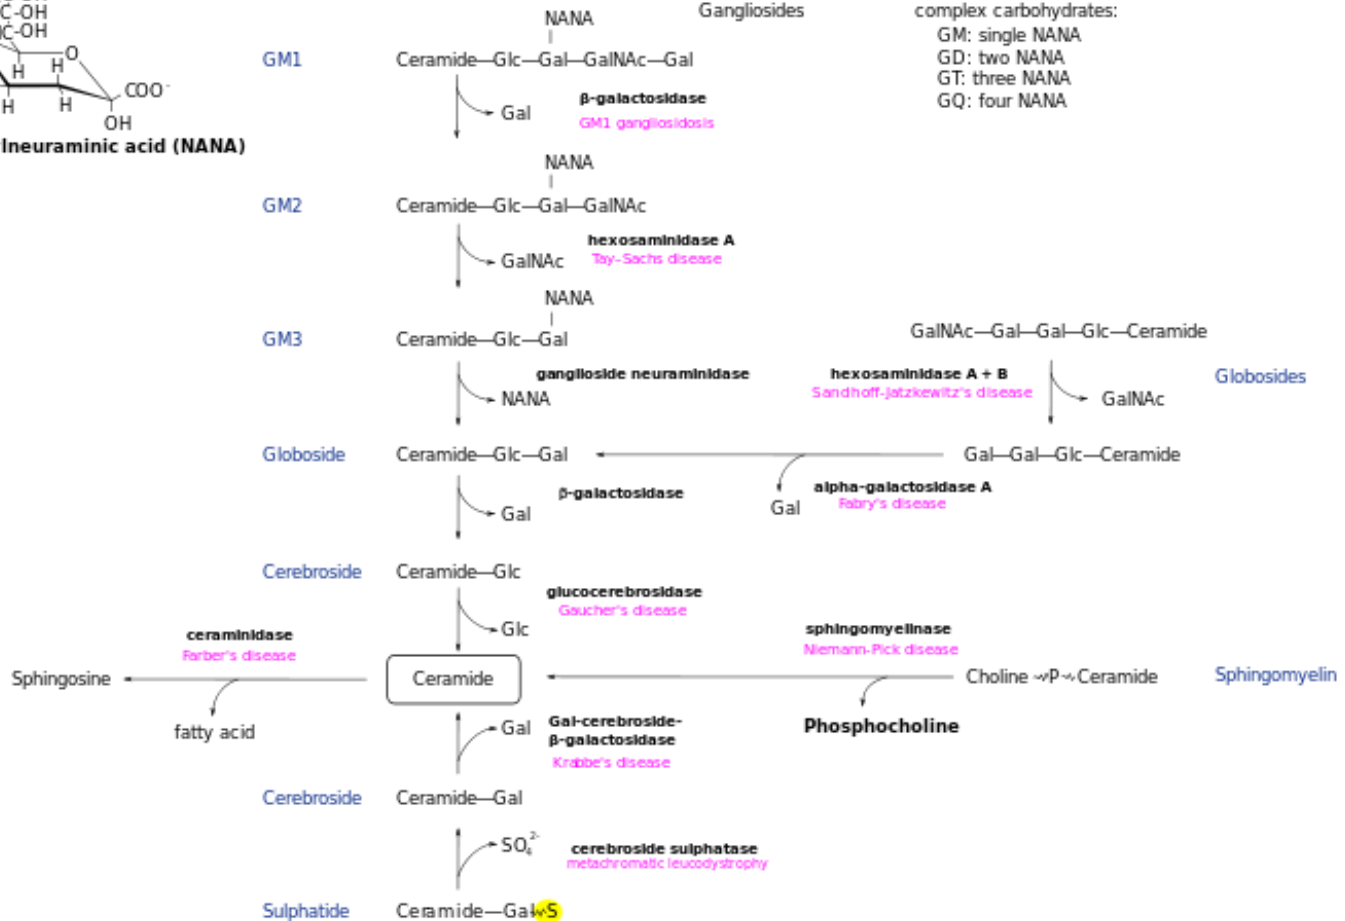 C-OH
C-OH
O
H
H
H
H
COO-
OH
lneuraminic acid (NANA)
Gangliosides
complex carbohydrates:
GM: single NANA
GD: two NANA
GT: three NANA
GQ: four NANA
NANA
GM1
Ceramide—Glc—Gal—GalNAc—Gal
Gal
β-galactosidase
GM1 gangliosidosis
NANA
GM2
Ceramide—Glc—Gal—GalNAc
GalNAc
hexosaminidase A
Tay-Sachs disease
NANA
GM3
Ceramide—Glc—Gal
NANA
ganglioside neuraminidase
GalNAc—Gal—Gal—Glc—Ceramide
hexosaminidase A + B
Sandhoff-Jatzkewitz's disease
GalNAc
Globosides
Globoside
Ceramide—Glc—Gal
Gal—Gal—Glc—Ceramide
Gal
β-galactosidase
alpha-galactosidase A
Fabry's disease
Gal
Cerebroside
Ceramide—Glc
Glc
glucocerebrosidase
Gaucher's disease
ceraminidase
Farber's disease
sphingomyelinase
Niemann-Pick disease
Sphingosine
Ceramide
Choline P Ceramide
Sphingomyelin
fatty acid
Phosphocholine
Gal
Gal-cerebroside-
β-galactosidase
Krabbe's disease
Cerebroside
Ceramide—Gal
SO4 2-
cerebroside sulphatase
metachromatic leucodystrophy
Sulphatide
Ceramide—Gal S